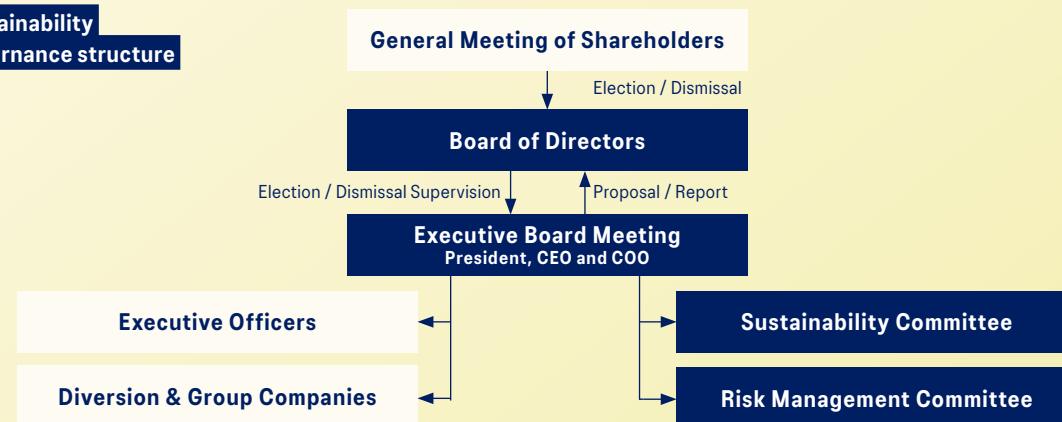 ainability
rnance structure
General Meeting of Shareholders
Election / Dismissal
Board of Directors
Election / Dismissal Supervision
Proposal / Report
Executive Board Meeting
President, CEO and COO
Executive Officers
Sustainability Committee
Diversion & Group Companies
Risk Management Committee